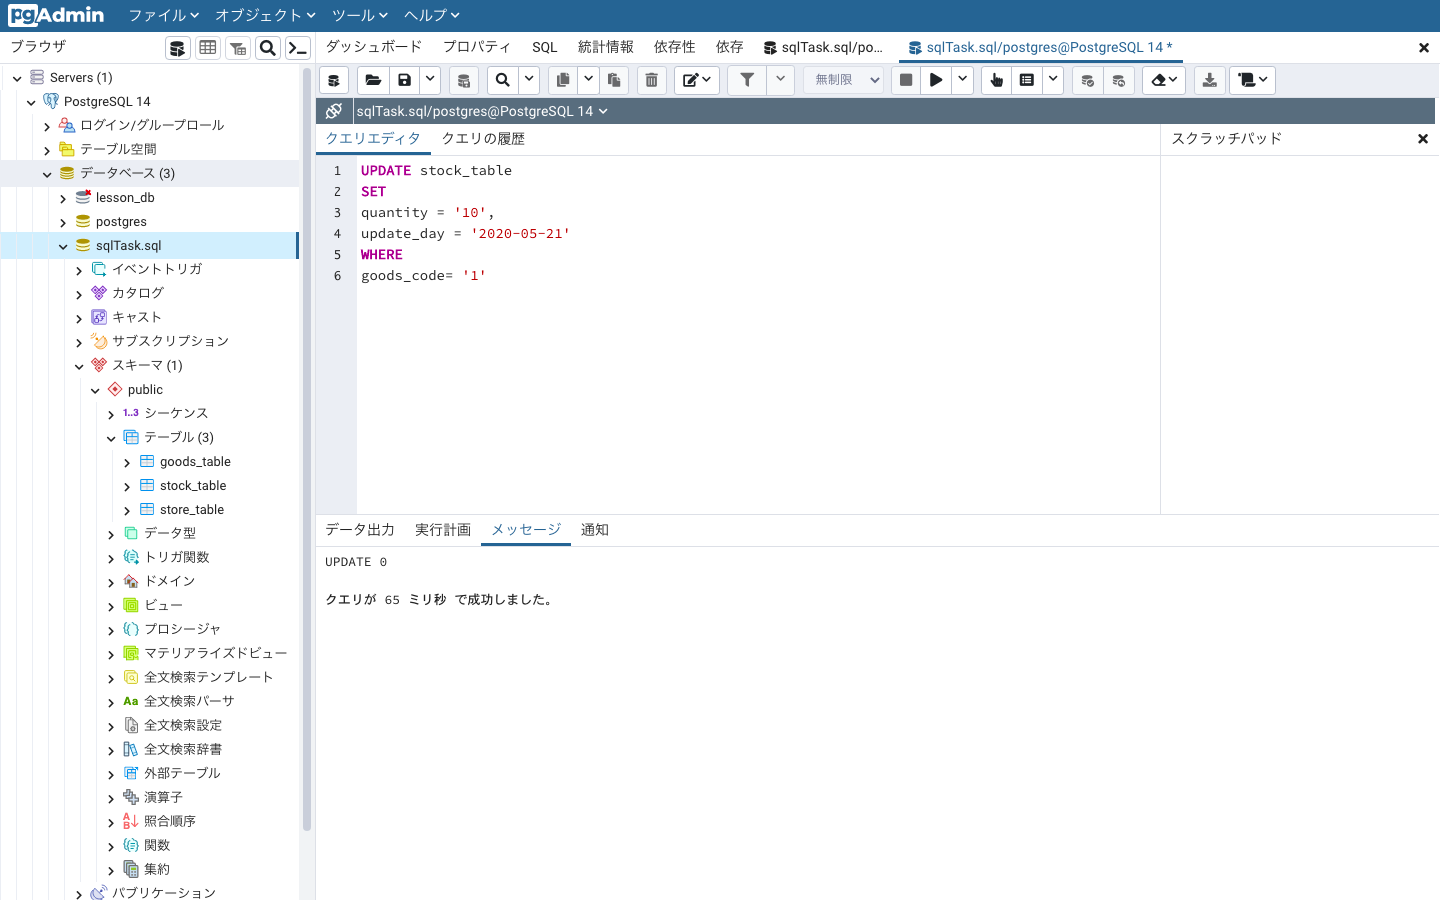 pgAdmin ファイル オブジェクト ツール ヘルプ
ブラウザ
ダッシュボード プロパティ SQL 統計情報 依存性 依存 sqlTask.sql/po... sqlTask.sql/postgres@PostgreSQL 14 *
無制限
sqlTask.sql/postgres@PostgreSQL 14
クエリエディタ クエリの履歴
スクラッチパッド
Servers (1)
PostgreSQL 14
ログイン/グループロール
テーブル空間
データベース (3)
lesson_db
postgres
sqlTask.sql
イベントトリガ
カタログ
キャスト
サブスクリプション
スキーマ (1)
public
1..3 シーケンス
テーブル (3)
goods_table
stock_table
store_table
データ型
トリガ関数
ドメイン
ビュー
プロシージャ
マテリアライズドビュー
全文検索テンプレート
Aa 全文検索パーサ
全文検索設定
全文検索辞書
外部テーブル
演算子
照合順序
関数
集約
パブリケーション
1 UPDATE stock_table
2 SET
3 quantity = '10',
4 update_day = '2020-05-21'
5 WHERE
6 goods_code= '1'
データ出力 実行計画 メッセージ 通知
UPDATE 0
クエリが 65 ミリ秒 で成功しました。